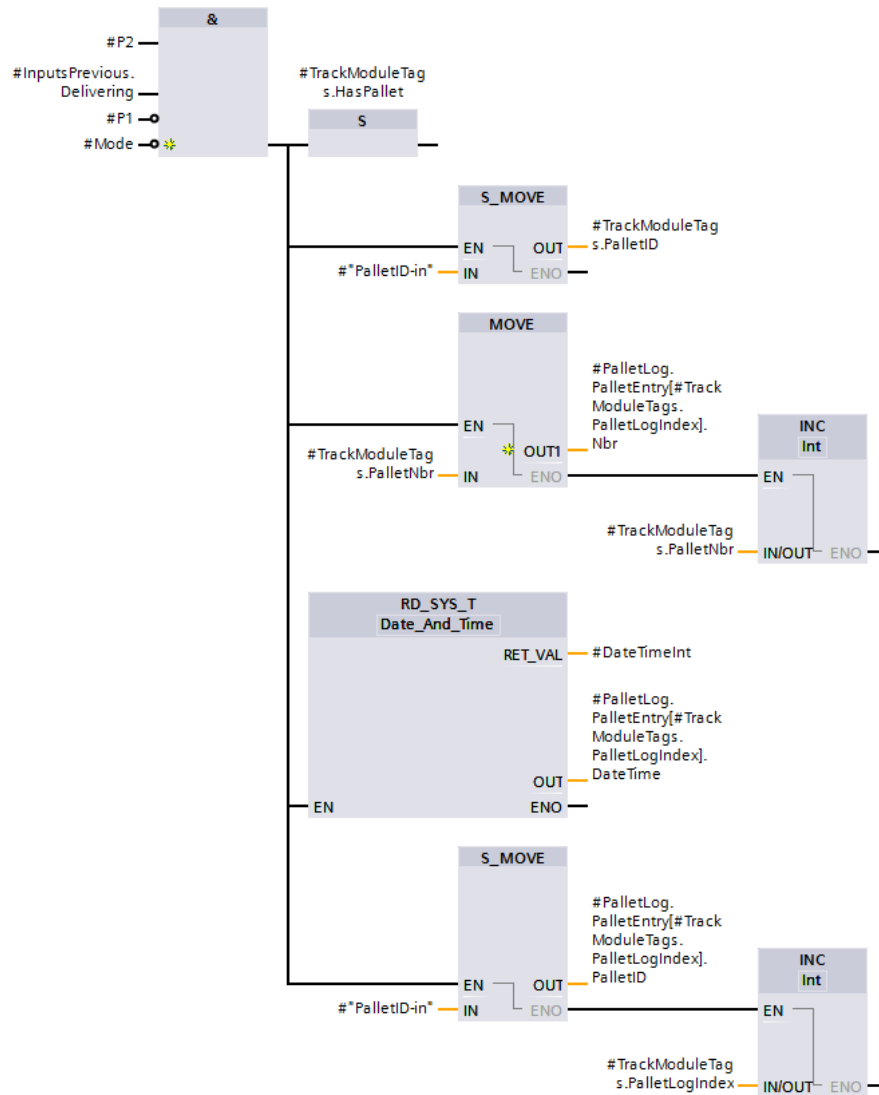 &
#P2
#InputsPrevious.
Delivering
#P1
#Mode
#TrackModuleTag
s.HasPallet
S
S_MOVE
EN
OUT
#TrackModuleTag
s.PalletID
#"PalletID-in"
IN
ENO
MOVE
EN
#PalletLog.
PalletEntry[#Track
ModuleTags.
PalletLogIndex].
Nbr
OUT1
#TrackModuleTag
s.PalletNbr
IN
ENO
INC
Int
EN
#TrackModuleTag
s.PalletNbr
IN/OUT
ENO
RD_SYS_T
Date_And_Time
RET_VAL
#DateTimeInt
#PalletLog.
PalletEntry[#Track
ModuleTags.
PalletLogIndex].
DateTime
OUT
EN
ENO
S_MOVE
#PalletLog.
PalletEntry[#Track
ModuleTags.
PalletLogIndex].
PalletID
EN
OUT
#"PalletID-in"
IN
ENO
INC
Int
EN
#TrackModuleTag
s.PalletLogIndex
IN/OUT
ENO